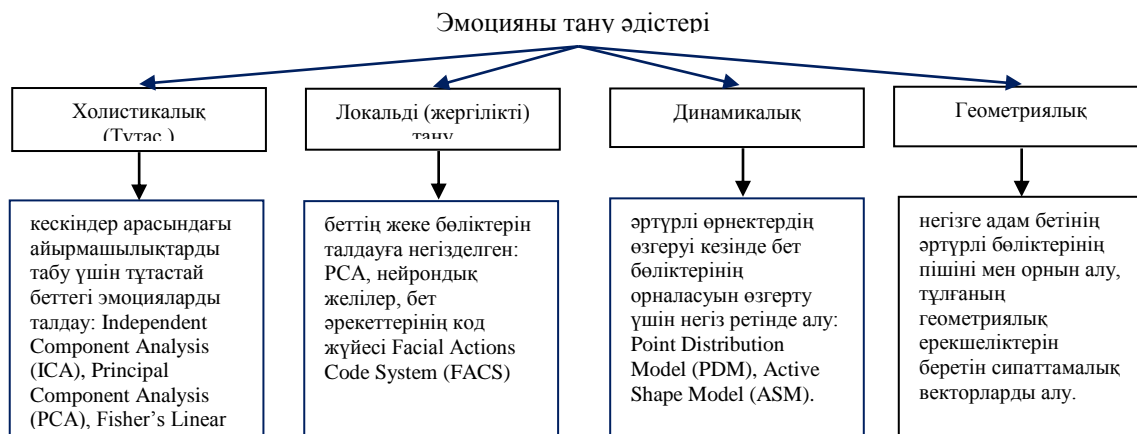 Эмоцияны тану әдістері
Холистикалық
(Тұтас )
Локальді (жергілікті)
тану
Динамикалық
Геометриялық
кескіндер арасындағы
айырмашылықтарды
табу үшін тұтастай
беттегі эмоцияларды
талдау: Independent
Component Analysis
(ICA), Principal
Component Analysis
(PCA), Fisher’s Linear
беттің жеке бөліктерін
талдауға негізделген:
PCA, нейрондық
желілер, бет
әрекеттерінің код
жүйесі Facial Actions
Code System (FACS)
әртүрлі өрнектердің
өзгеруі кезінде бет
бөліктерінің
орналасуын өзгерту
үшін негіз ретінде алу:
Point Distribution
Model (PDM), Active
Shape Model (ASM).
негізге адам бетінің
әртүрлі бөліктерінің
пішіні мен орнын алу,
тұлғаның
геометриялық
ерекшеліктерін
беретін сипаттамалық
векторларды алу.